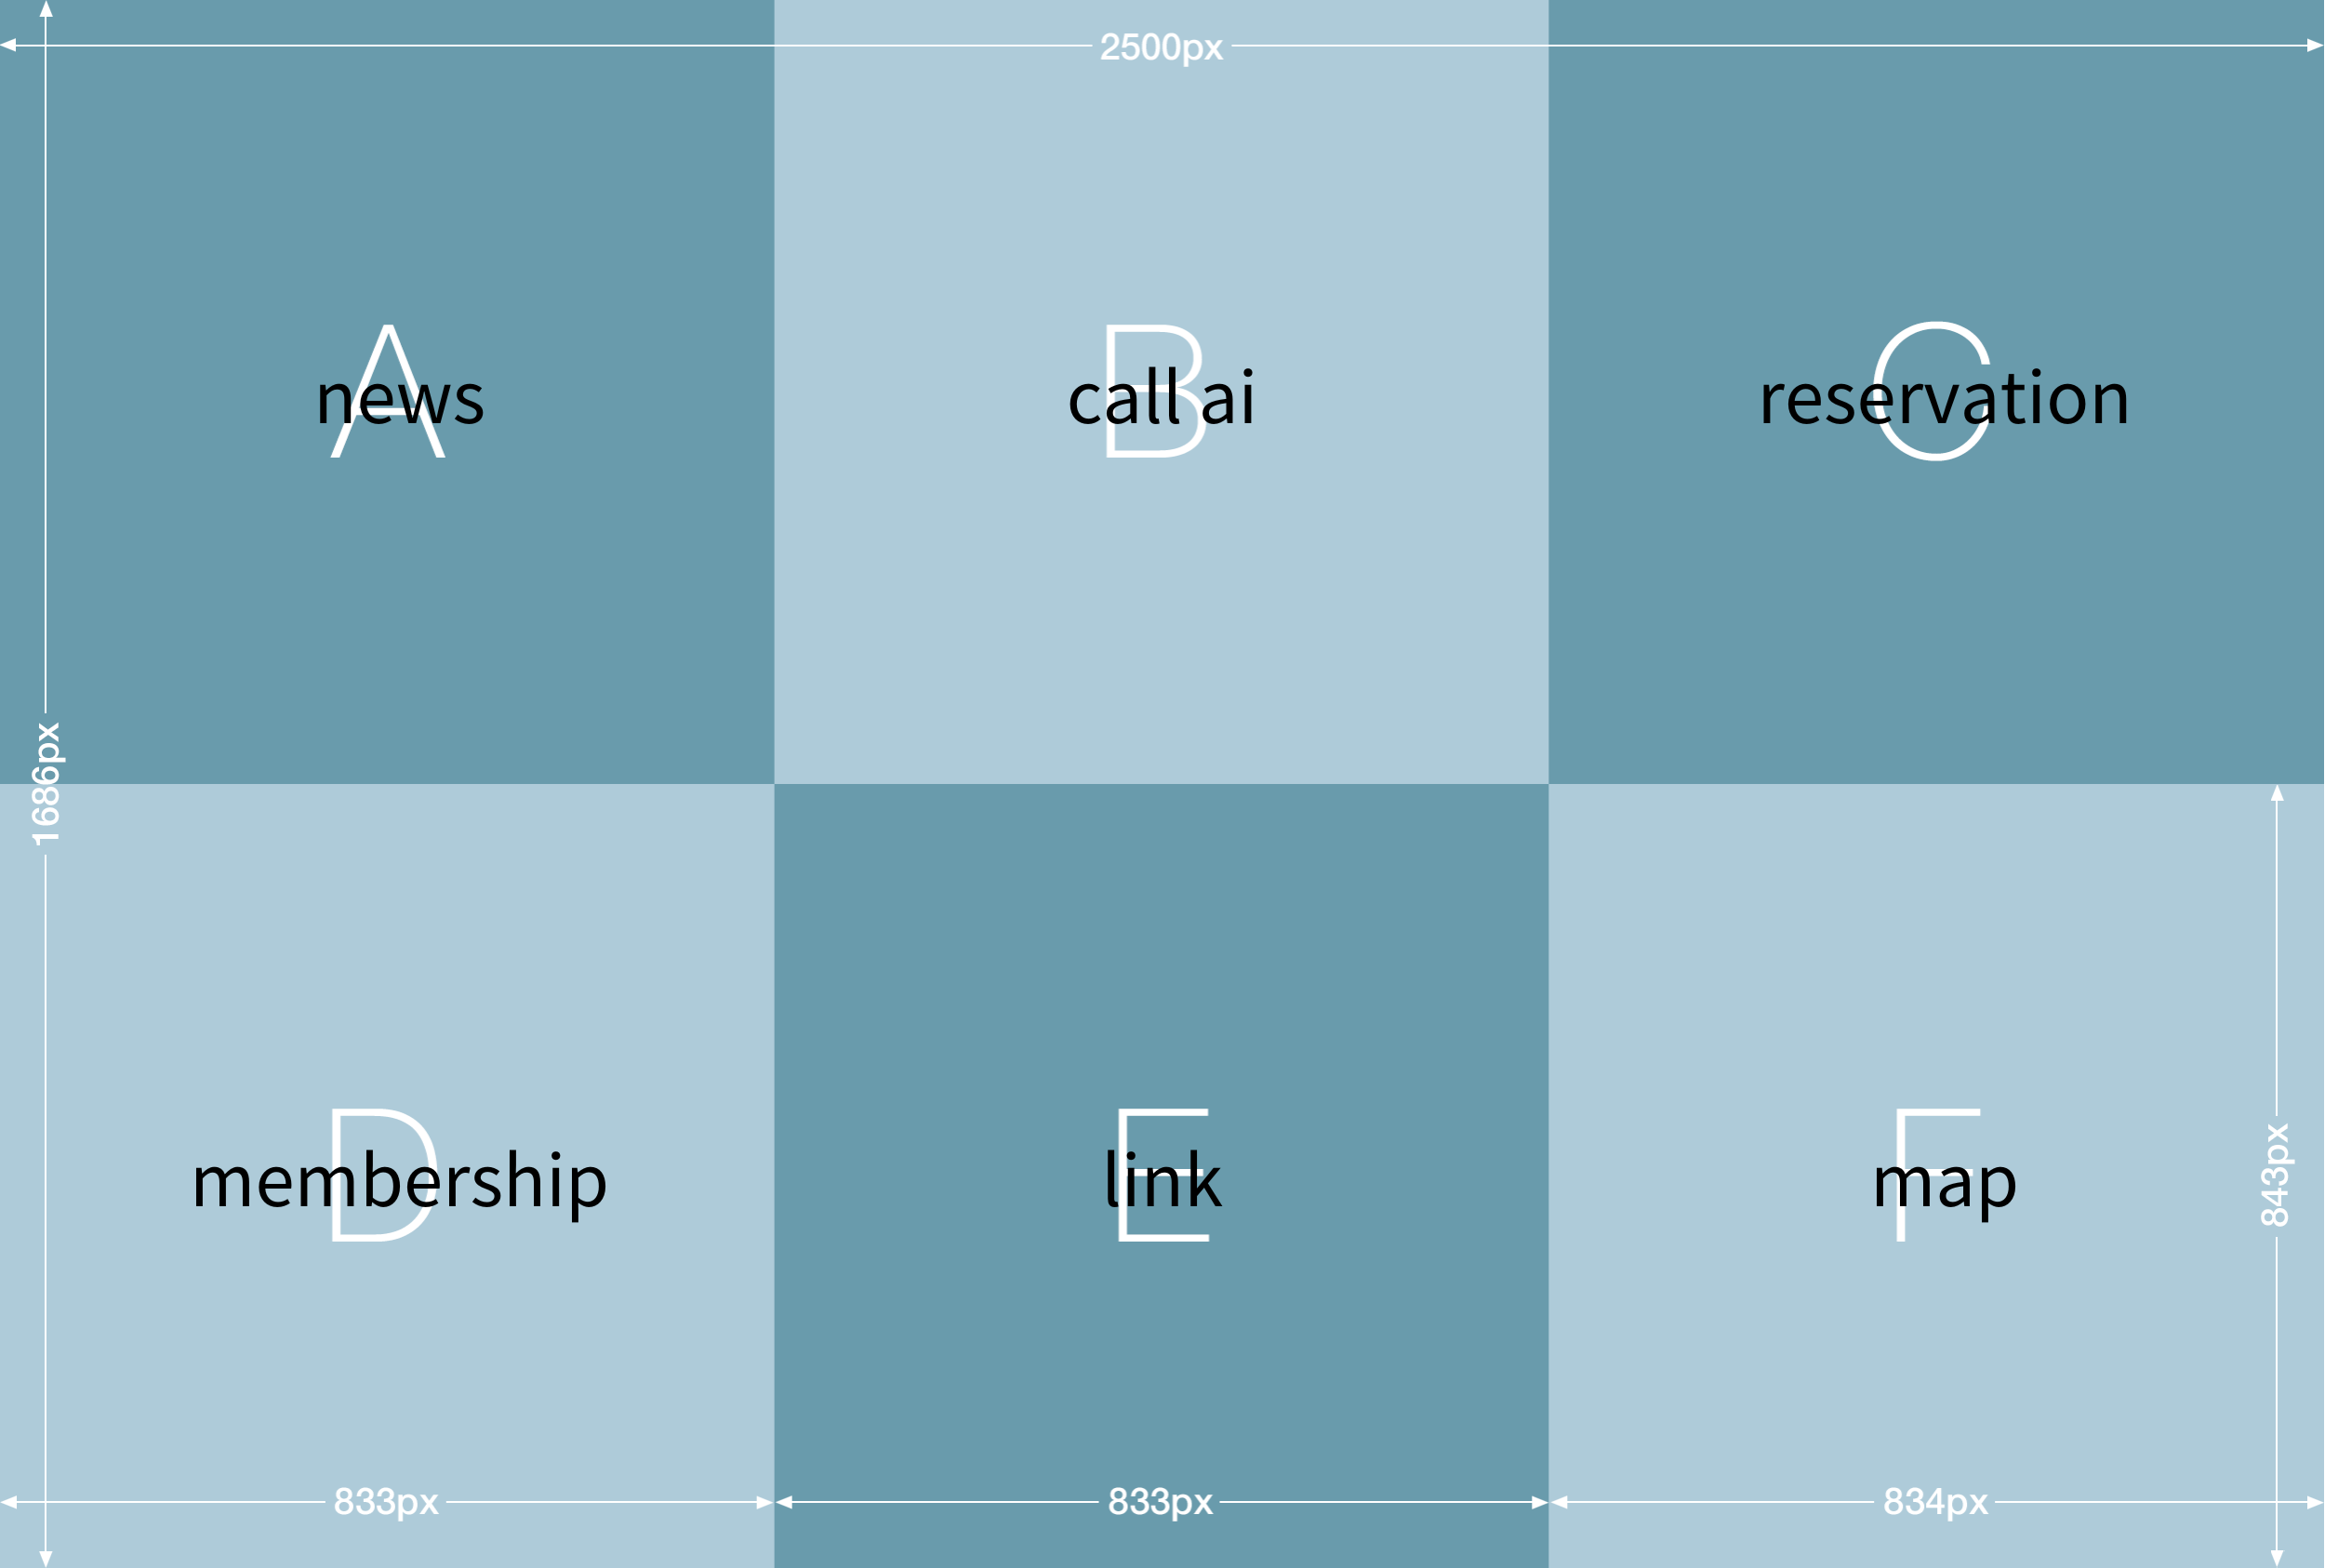 2500px
A
news
B
call ai
C
reservation
1686px
D
membership
E
link
F
map
843px
833px
833px
834px